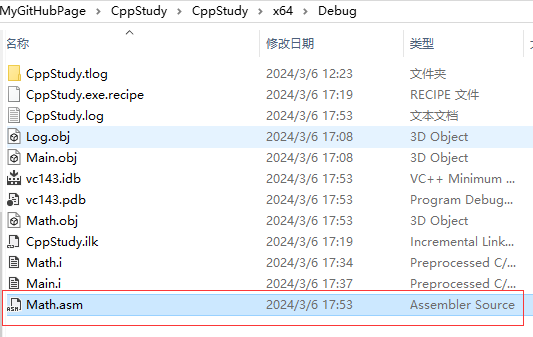 MyGitHubPage > CppStudy > CppStudy > x64 > Debug
名称 修改日期 类型
CppStudy.tlog 2024/3/6 12:23 文件夹
CppStudy.exe.recipe 2024/3/6 17:19 RECIPE 文件
CppStudy.log 2024/3/6 17:53 文本文档
Log.obj 2024/3/6 17:08 3D Object
Main.obj 2024/3/6 17:08 3D Object
vc143.idb 2024/3/6 17:53 VC++ Minimum ...
vc143.pdb 2024/3/6 17:53 Program Debug...
Math.obj 2024/3/6 17:53 3D Object
CppStudy.ilk 2024/3/6 17:19 Incremental Link...
Math.i 2024/3/6 17:34 Preprocessed C/...
Main.i 2024/3/6 17:37 Preprocessed C/...
Math.asm 2024/3/6 17:53 Assembler Source